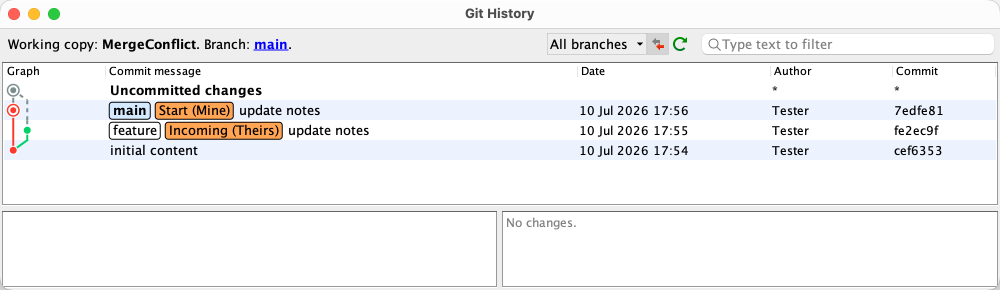 Git History
Working copy: MergeConflict. Branch: main.
All branches
Type text to filter
Graph Commit message Date Author Commit
Uncommitted changes * *
main Start (Mine) update notes 10 Jul 2026 17:56 Tester 7edfe81
feature Incoming (Theirs) update notes 10 Jul 2026 17:55 Tester fe2ec9f
initial content 10 Jul 2026 17:54 Tester cef6353
No changes.